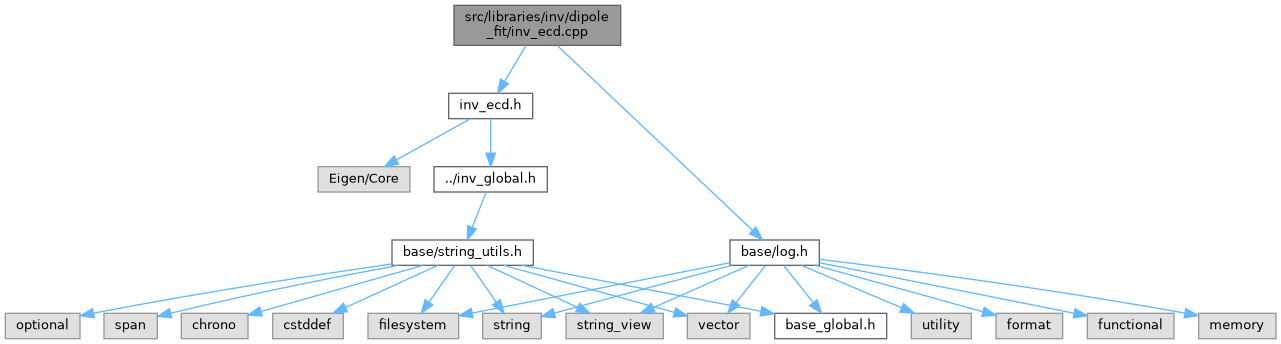 src/libraries/inv/dipole
_fit/inv_ecd.cpp
inv_ecd.h
Eigen/Core
../inv_global.h
base/string_utils.h
base/log.h
optional
span
chrono
cstddef
filesystem
string
string_view
vector
base_global.h
utility
format
functional
memory